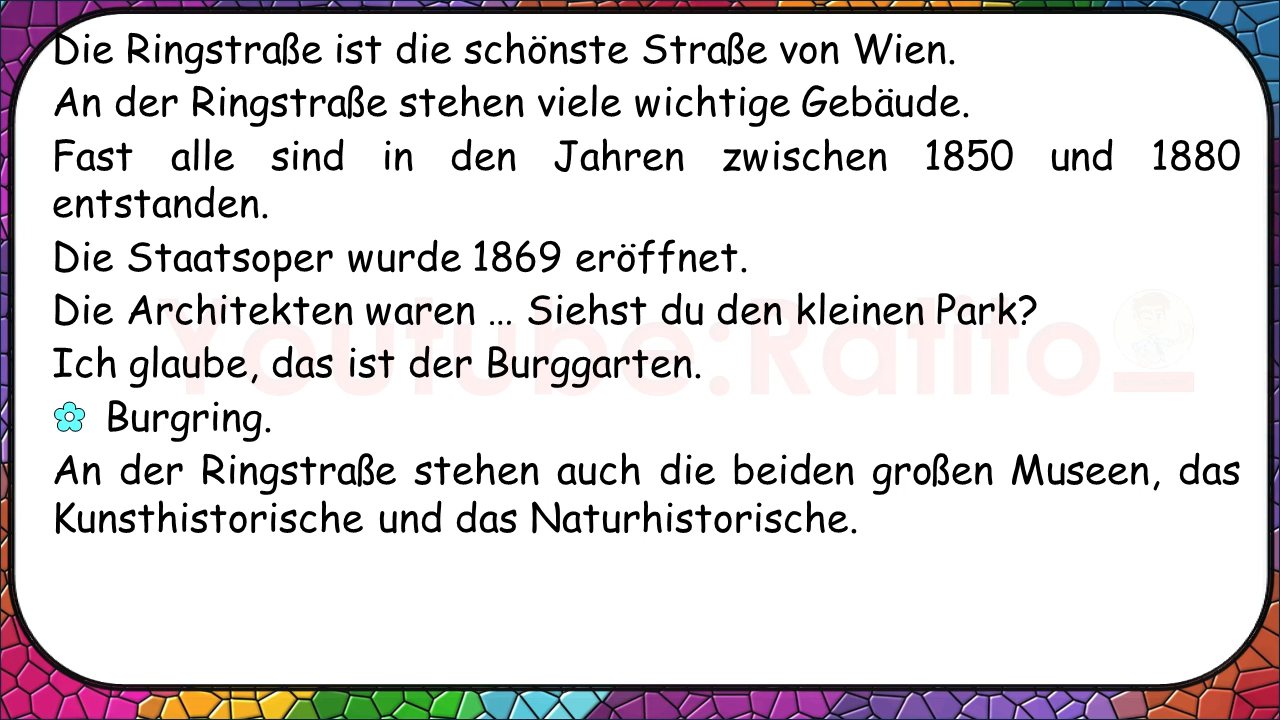 Die Ringstraße ist die schönste Straße von Wien.
An der Ringstraße stehen viele wichtige Gebäude.
Fast alle sind in den Jahren zwischen 1850 und 1880
entstanden.
Die Staatsoper wurde 1869 eröffnet.
Die Architekten waren … Siehst du den kleinen Park?
Youtube:Ratito
Ich glaube, das ist der Burggarten.
Burgring.
An der Ringstraße stehen auch die beiden großen Museen, das
Kunsthistorische und das Naturhistorische.